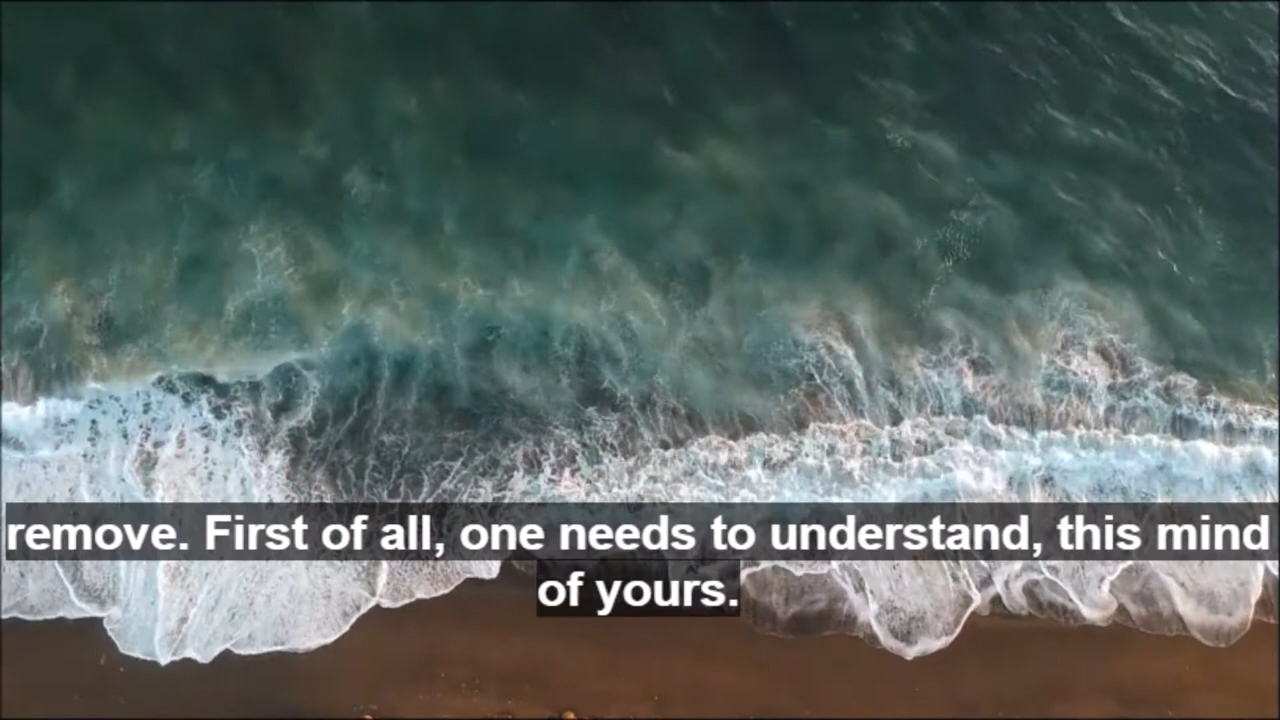 remove. First of all, one needs to understand, this mind
of yours.